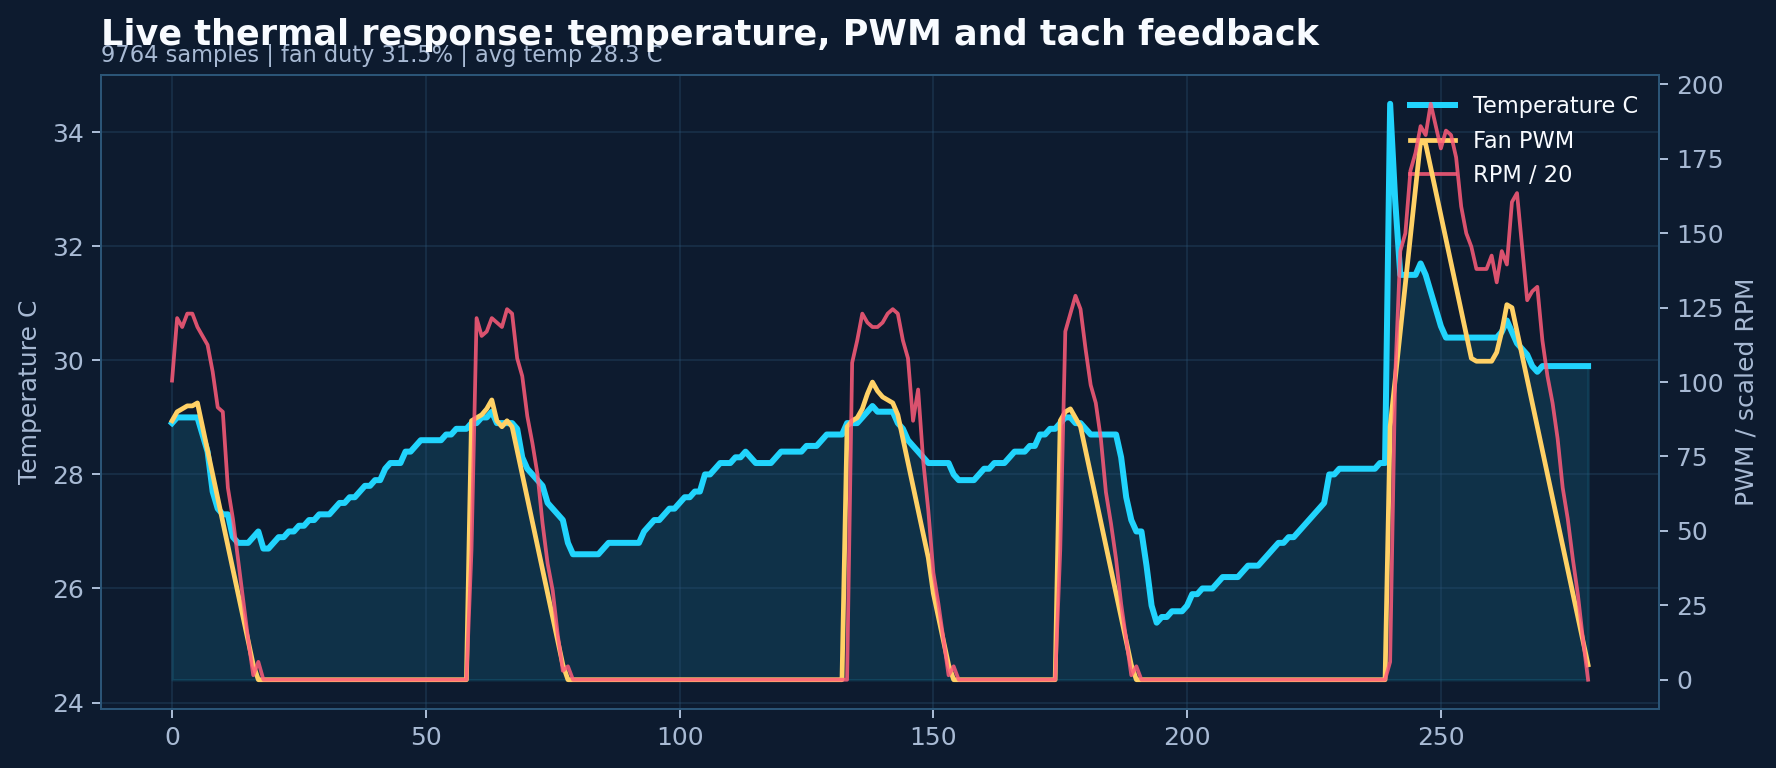 Live thermal response: temperature, PWM and tach feedback
9764 samples | fan duty 31.5% | avg temp 28.3 C
Temperature C
Fan PWM
RPM / 20
Temperature C
34
32
30
28
26
24
PWM / scaled RPM
200
175
150
125
100
75
50
25
0
0 50 100 150 200 250